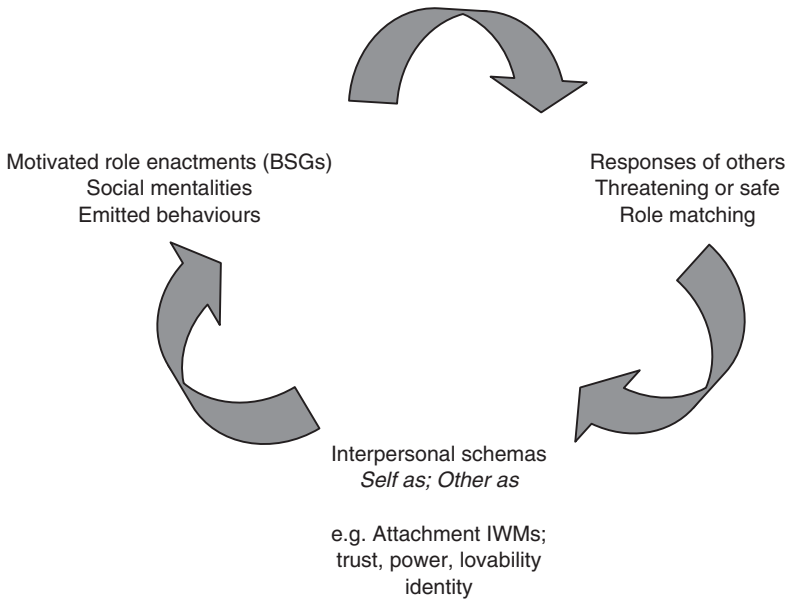 Motivated role enactments (BSGs)
Social mentalities
Emitted behaviours
Responses of others
Threatening or safe
Role matching
Interpersonal schemas
Self as; Other as
e.g. Attachment IWMs;
trust, power, lovability
identity